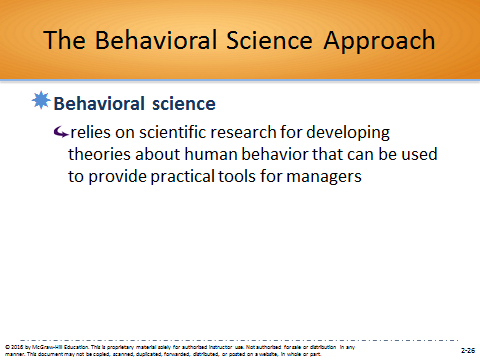 The Behavioral Science Approach
Behavioral science
relies on scientific research for developing
theories about human behavior that can be used
to provide practical tools for managers
© 2016 by McGraw-Hill Education. This is proprietary material solely for authorized instructor use. Not authorized for sale or distribution in any
manner. This document may not be copied, scanned, duplicated, forwarded, distributed, or posted on a website, in whole or part.
2-26